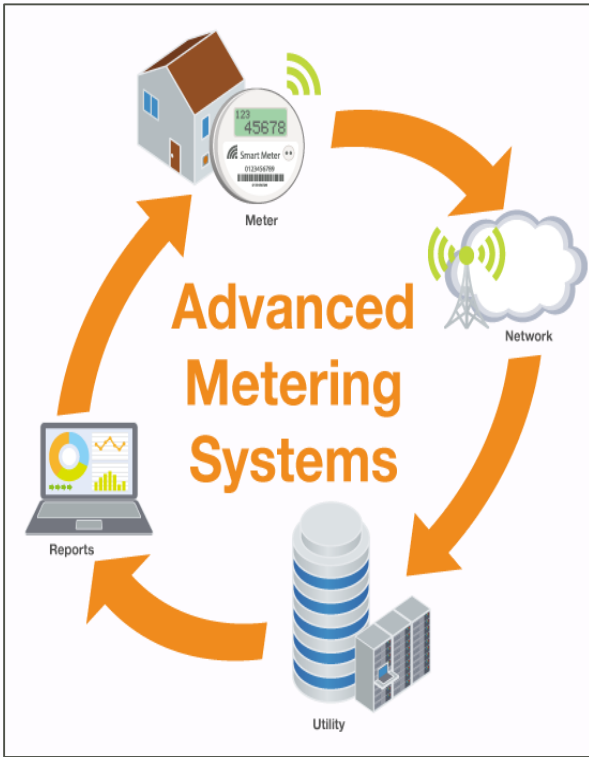 123
45678
Smart Meter
0123456789
Meter
Network
Advanced
Metering
Systems
Reports
Utility